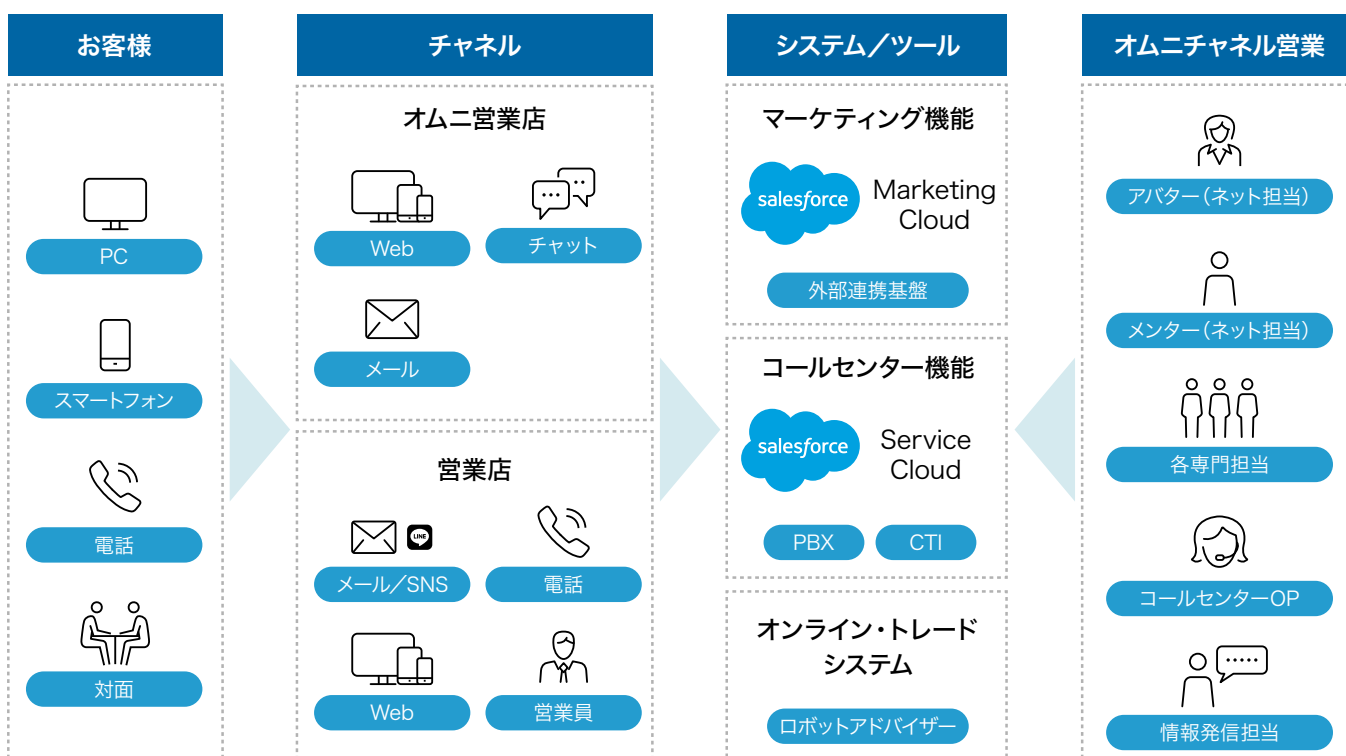 お客様
PC
スマートフォン
電話
対面
チャネル
オムニ営業店
Web
チャット
メール
営業店
LINE
メール／SNS
電話
Web
営業員
システム／ツール
マーケティング機能
salesforce
Marketing
Cloud
外部連携基盤
コールセンター機能
salesforce
Service
Cloud
PBX
CTI
オンライン・トレード
システム
ロボットアドバイザー
オムニチャネル営業
アバター（ネット担当）
メンター（ネット担当）
各専門担当
コールセンターOP
情報発信担当